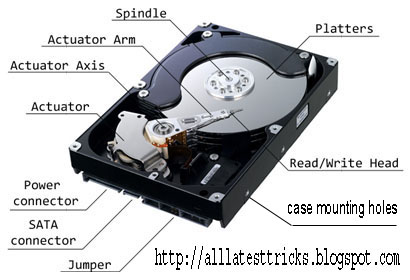 Spindle
Actuator Arm
Platters
Actuator Axis
Actuator
Read/Write Head
Power
connector
case mounting holes
SATA
connector
Jumper
http://alllatesttricks.blogspot.com